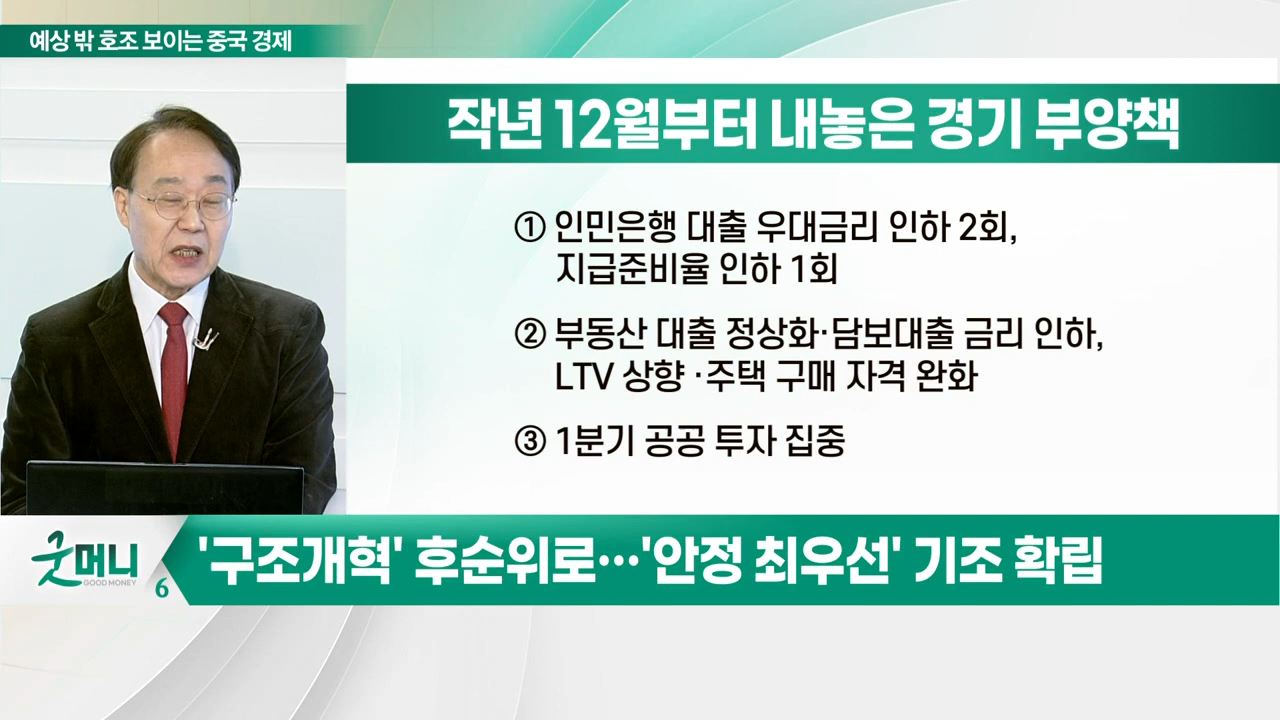 예상 밖 호조 보이는 중국 경제
작년 12월부터 내놓은 경기 부양책
① 인민은행 대출 우대금리 인하 2회,
지급준비율 인하 1회
② 부동산 대출 정상화·담보대출 금리 인하,
LTV 상향 ·주택 구매 자격 완화
③ 1분기 공공 투자 집중
굿머니
GOOD MONEY
6
'구조개혁' 후순위로…'안정 최우선' 기조 확립